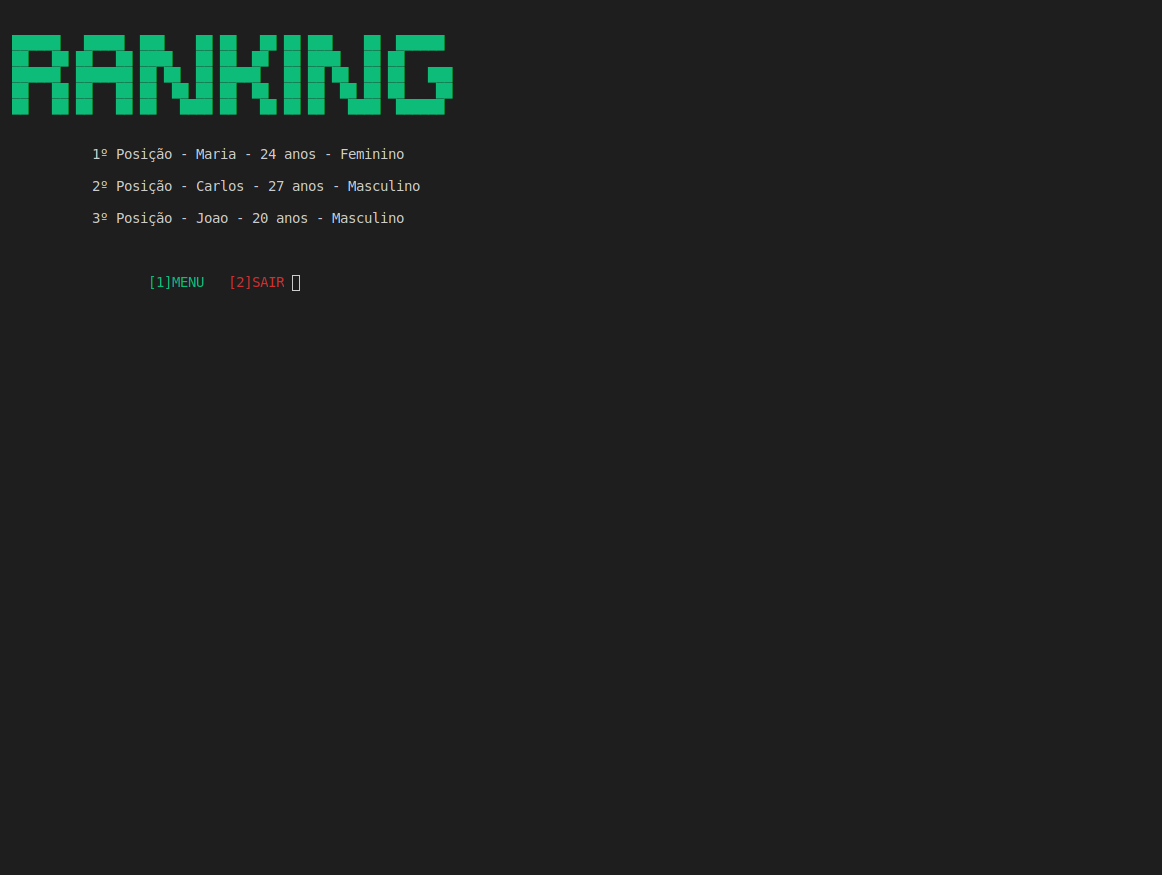 RANKING
1º Posição - Maria - 24 anos - Feminino
2º Posição - Carlos - 27 anos - Masculino
3º Posição - Joao - 20 anos - Masculino
[1]MENU [2]SAIR